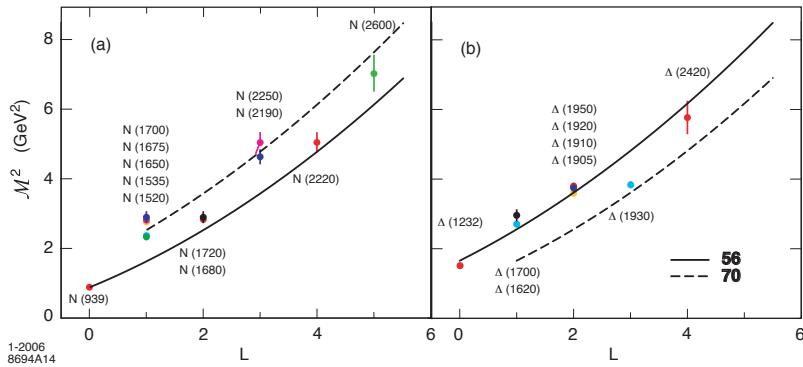 N (2600)
8
(a)
(b)
N (2250)
N (2190)
Δ (2420)
N (1700)
N (1675)
N (1650)
N (1535)
N (1520)
Δ (1950)
Δ (1920)
Δ (1910)
Δ (1905)
6
ℳ² (GeV²)
4
N (2220)
Δ (1232)
Δ (1930)
2
N (1720)
N (1680)
N (939)
Δ (1700)
Δ (1620)
56
70
0
0 2 4 6
0 2 4 6
L
L
1-2006
8694A14